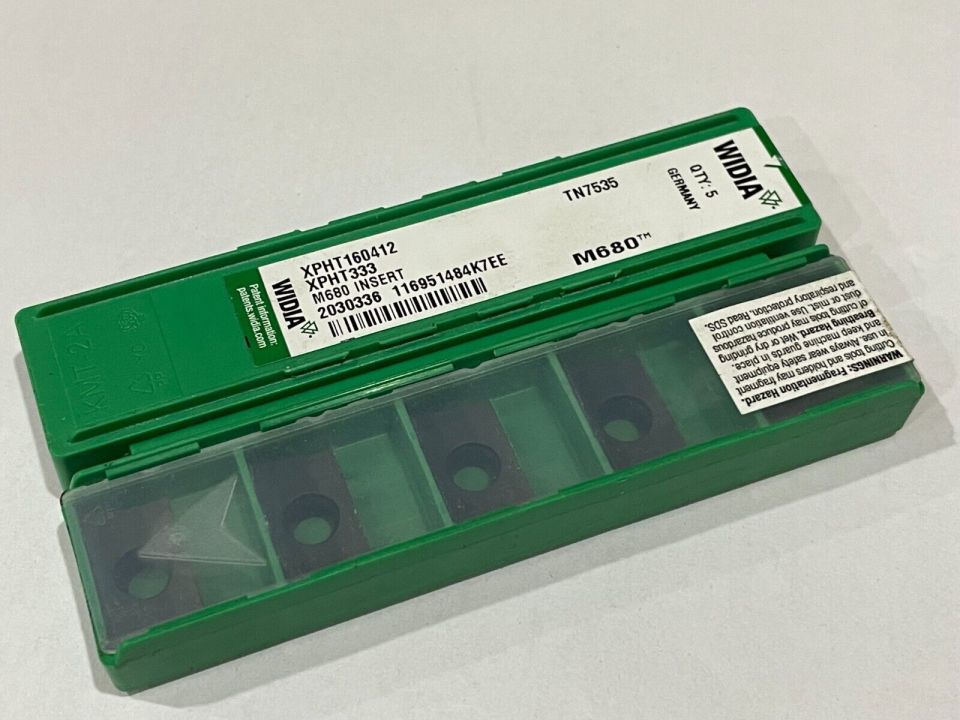 WIDIA
XPHT160412
XPHT333
M680 INSERT
2030336 116951484K7EE
TN7535
M680™
WIDIA
QTY: 5
GERMANY
Patent information:
patents.widia.com
WARNINGS: Fragmentation Hazard.
Cutting tools and holders may fragment
in use. Always wear safety equipment
and keep machine guards in place.
Breathing Hazard. Wet or dry grinding
of cutting tools may produce hazardous
dust or mist. Use ventilation control
and respiratory protection. Read SDS.